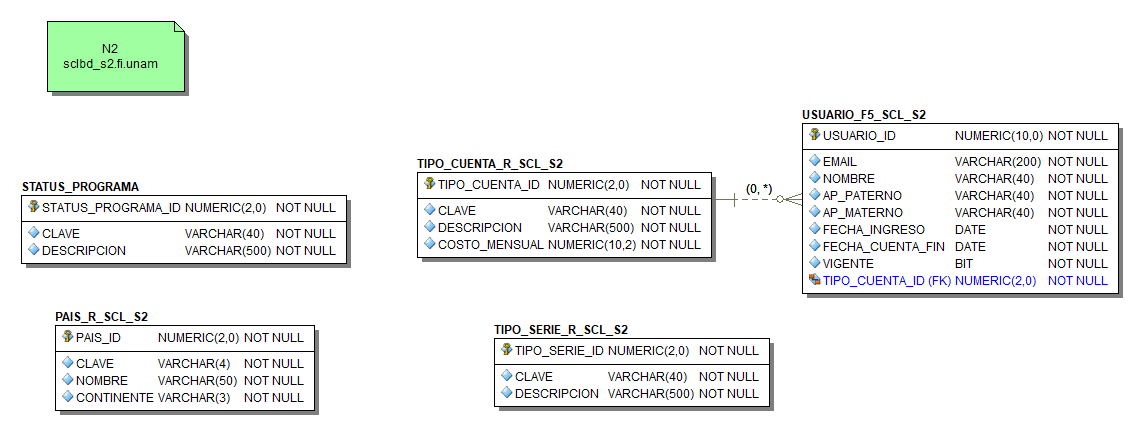 N2
sclbd_s2.fi.unam
USUARIO_F5_SCL_S2
USUARIO_ID NUMERIC(10,0) NOT NULL
EMAIL VARCHAR(200) NOT NULL
NOMBRE VARCHAR(40) NOT NULL
AP_PATERNO VARCHAR(40) NOT NULL
AP_MATERNO VARCHAR(40) NOT NULL
FECHA_INGRESO DATE NOT NULL
FECHA_CUENTA_FIN DATE NOT NULL
VIGENTE BIT NOT NULL
TIPO_CUENTA_ID (FK) NUMERIC(2,0) NOT NULL
TIPO_CUENTA_R_SCL_S2
TIPO_CUENTA_ID NUMERIC(2,0) NOT NULL
CLAVE VARCHAR(40) NOT NULL
DESCRIPCION VARCHAR(500) NOT NULL
COSTO_MENSUAL NUMERIC(10,2) NOT NULL
(0, *)
STATUS_PROGRAMA
STATUS_PROGRAMA_ID NUMERIC(2,0) NOT NULL
CLAVE VARCHAR(40) NOT NULL
DESCRIPCION VARCHAR(500) NOT NULL
PAIS_R_SCL_S2
PAIS_ID NUMERIC(2,0) NOT NULL
CLAVE VARCHAR(4) NOT NULL
NOMBRE VARCHAR(50) NOT NULL
CONTINENTE VARCHAR(3) NOT NULL
TIPO_SERIE_R_SCL_S2
TIPO_SERIE_ID NUMERIC(2,0) NOT NULL
CLAVE VARCHAR(40) NOT NULL
DESCRIPCION VARCHAR(500) NOT NULL